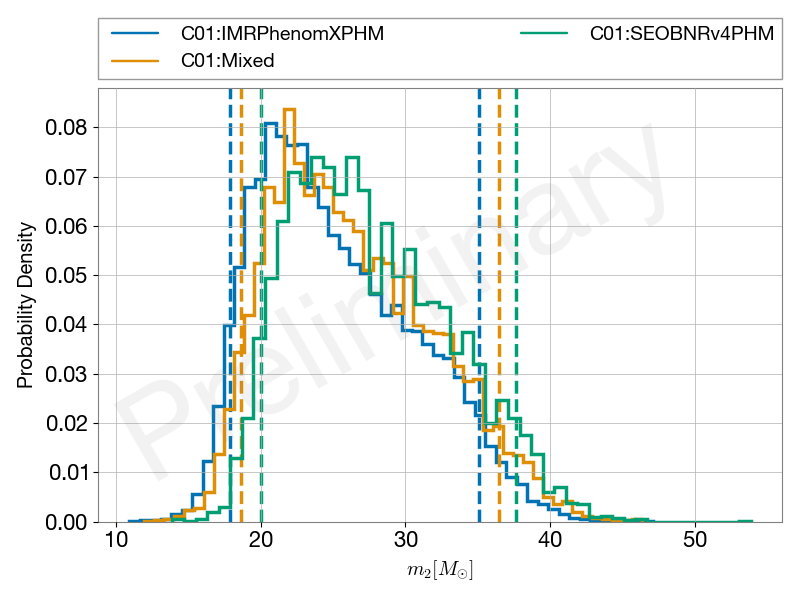 C01:IMRPhenomXPHM C01:SEOBNRv4PHM
C01:Mixed
Preliminary
Probability Density
0.08
0.07
0.06
0.05
0.04
0.03
0.02
0.01
0.00
10 20 30 40 50
m₂[M⊙]